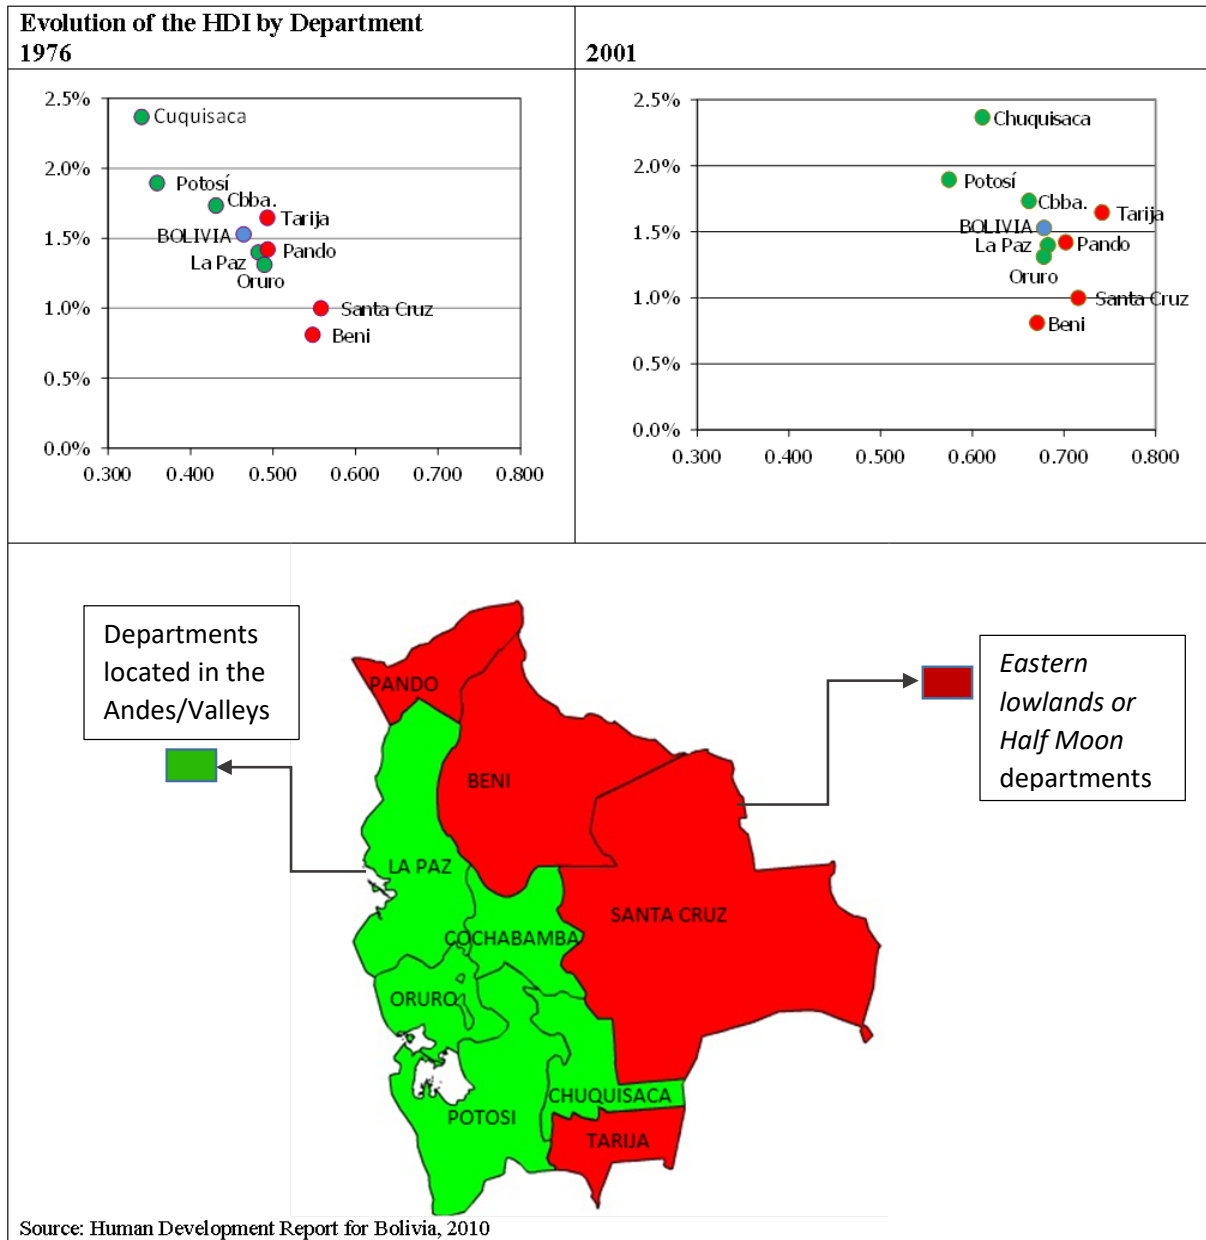 Evolution of the HDI by Department
1976
2001
2.5%
2.0%
1.5%
1.0%
0.5%
0.0%
0.300 0.400 0.500 0.600 0.700 0.800
Cuquisaca
Potosí
Cbba.
Tarija
BOLIVIA
Pando
La Paz
Oruro
Santa Cruz
Beni
2.5%
2.0%
1.5%
1.0%
0.5%
0.0%
0.300 0.400 0.500 0.600 0.700 0.800
Chuquisaca
Potosí
Cbba.
Tarija
BOLIVIA
La Paz
Pando
Oruro
Santa Cruz
Beni
Departments
located in the
Andes/Valleys
Eastern
lowlands or
Half Moon
departments
PANDO
BENI
LA PAZ
SANTA CRUZ
COCHABAMBA
ORURO
CHUQUISACA
POTOSI
TARIJA
Source: Human Development Report for Bolivia, 2010